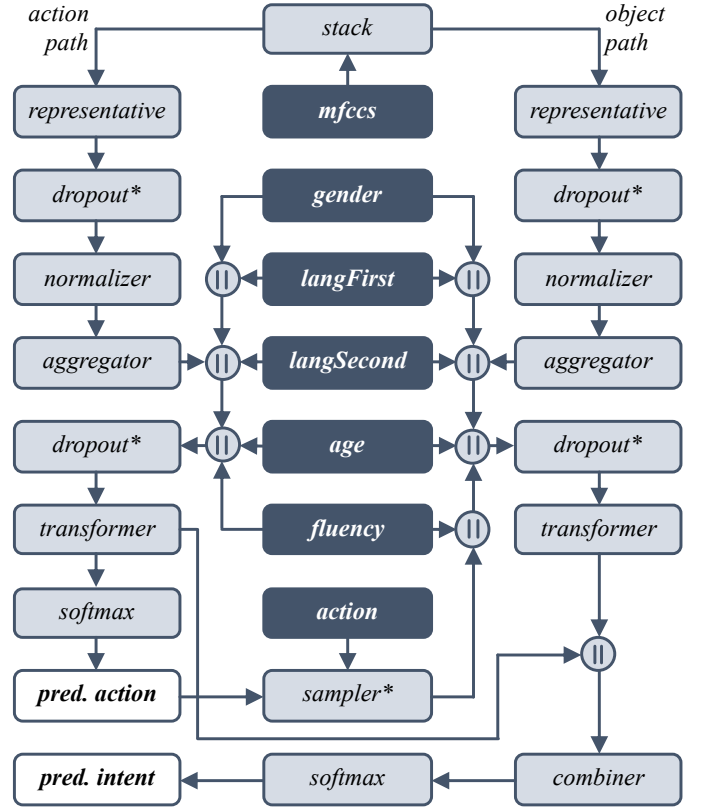 action path
stack
object path
representative
mfccs
representative
dropout*
gender
dropout*
normalizer
||
langFirst
||
normalizer
aggregator
||
langSecond
||
aggregator
dropout*
||
age
||
dropout*
transformer
fluency
||
transformer
softmax
action
||
pred. action
sampler*
pred. intent
softmax
combiner